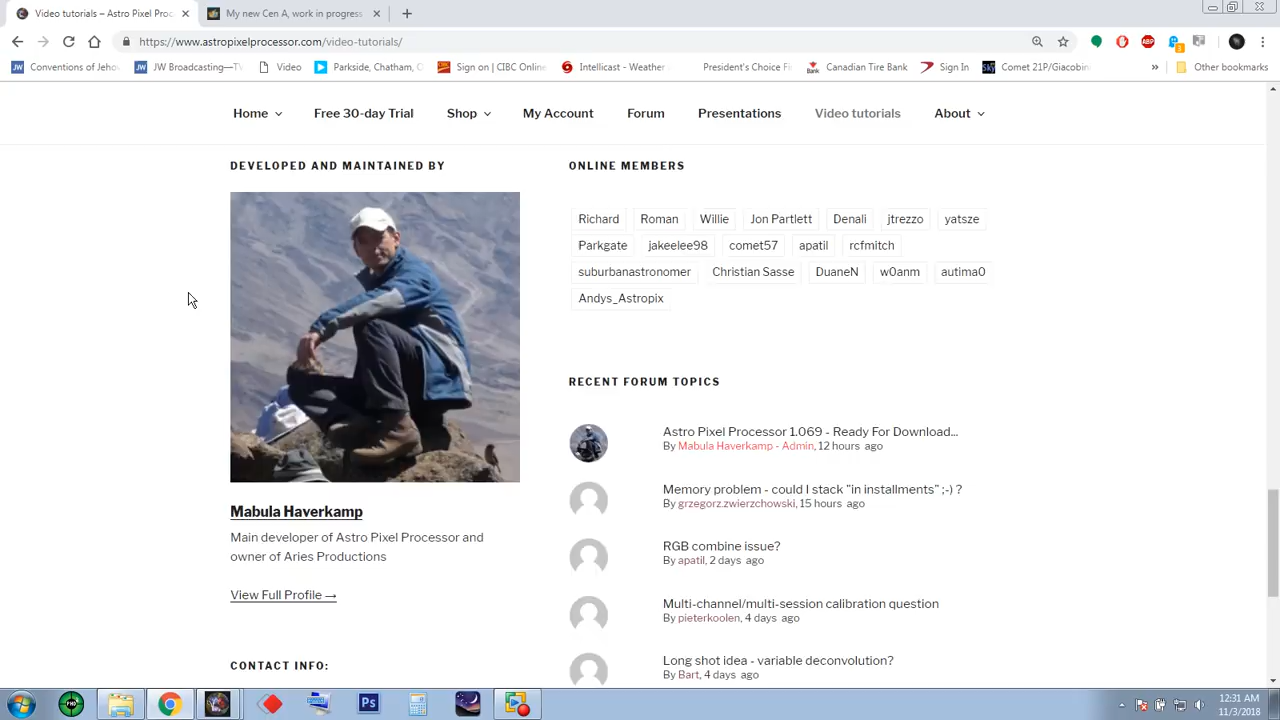 Video tutorials – Astro Pixel Proc
My new Cen A, work in progress
https://www.astropixelprocessor.com/video-tutorials/
Conventions of Jeho
JW Broadcasting—TV
Video
Parkside, Chatham, C
Sign on | CIBC Online
Intellicast - Weather
President's Choice Fi
Canadian Tire Bank
Sign In
Comet 21P/Giacobin
»
Other bookmarks
Home
Free 30-day Trial
Shop
My Account
Forum
Presentations
Video tutorials
About
DEVELOPED AND MAINTAINED BY
Mabula Haverkamp
Main developer of Astro Pixel Processor and
owner of Aries Productions
View Full Profile →
CONTACT INFO:
ONLINE MEMBERS
Richard Roman Willie Jon Partlett Denali jtrezzo yatsze
Parkgate jakeelee98 comet57 apatil rcfmitch
suburbanastronomer Christian Sasse DuaneN w0anm autima0
Andys_Astropix
RECENT FORUM TOPICS
Astro Pixel Processor 1.069 - Ready For Download...
By Mabula Haverkamp - Admin, 12 hours ago
Memory problem - could I stack "in installments" ;-) ?
By grzegorz.zwierzchowski, 15 hours ago
RGB combine issue?
By apatil, 2 days ago
Multi-channel/multi-session calibration question
By pieterkoolen, 4 days ago
Long shot idea - variable deconvolution?
By Bart, 4 days ago
Ps
12:31 AM
11/3/2018